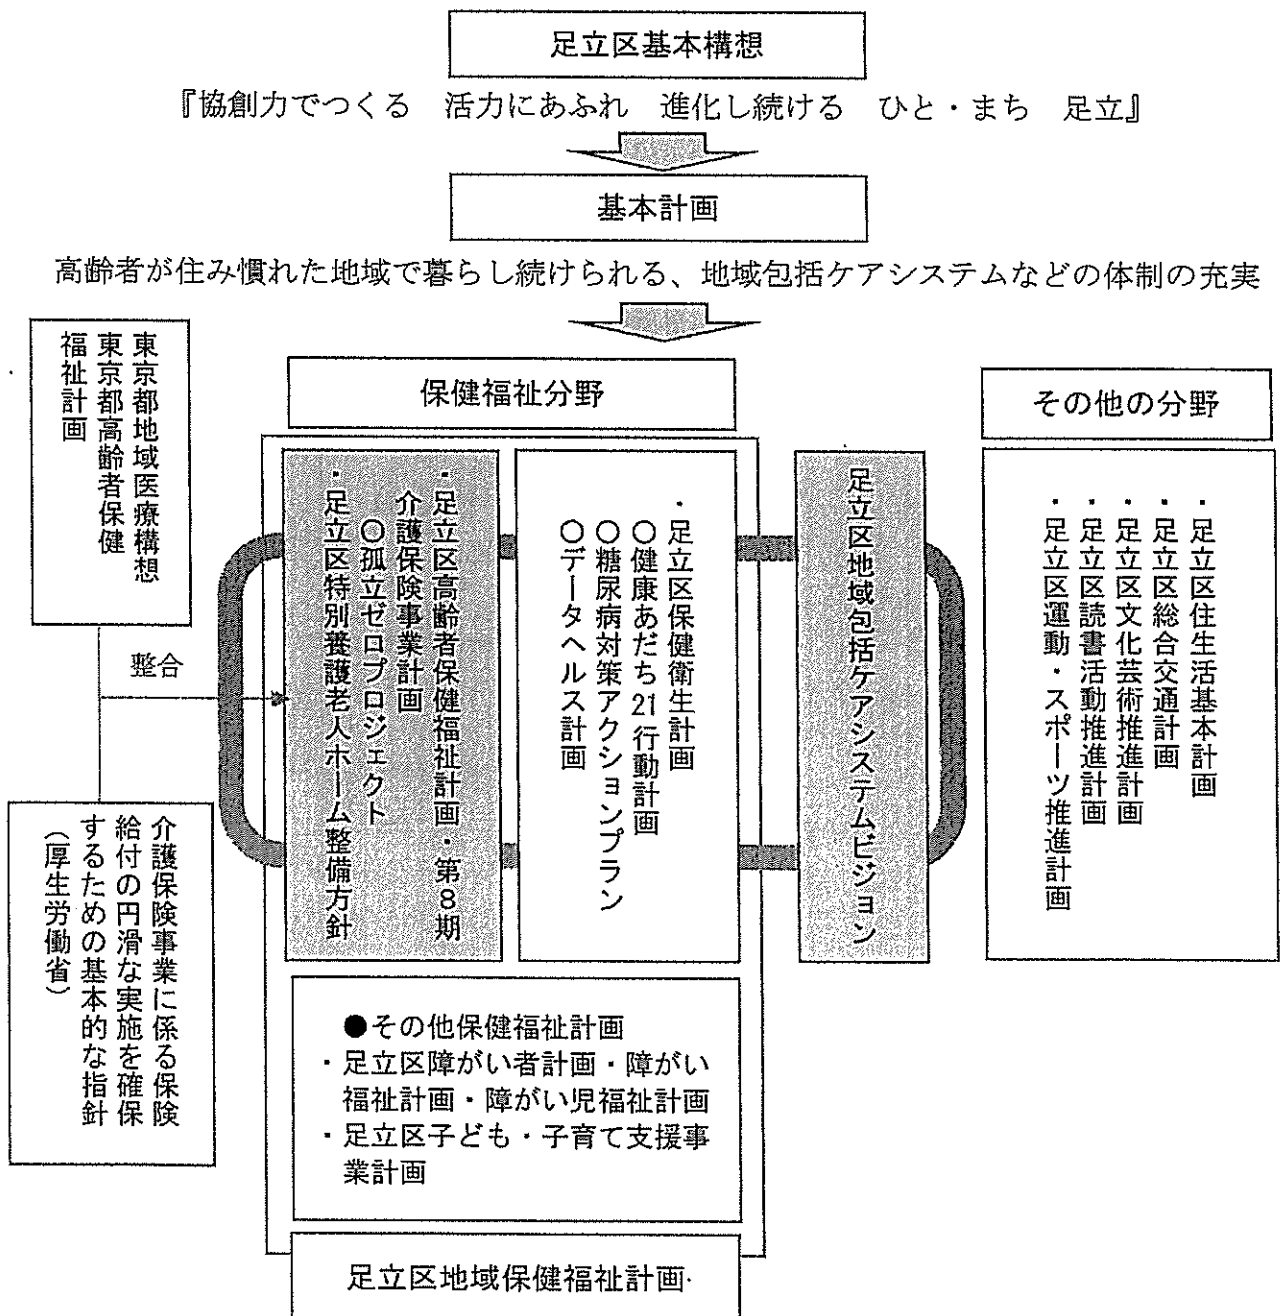 足立区基本構想
『協創力でつくる　活力にあふれ　進化し続ける　ひと・まち　足立』
基本計画
高齢者が住み慣れた地域で暮らし続けられる、地域包括ケアシステムなどの体制の充実
東京都地域医療構想
東京都高齢者保健
福祉計画
整合
介護保険事業に係る保険
給付の円滑な実施を確保
するための基本的な指針
（厚生労働省）
保健福祉分野
・足立区高齢者保健福祉計画・第８期
介護保険事業計画
〇孤立ゼロプロジェクト
・足立区特別養護老人ホーム整備方針
・足立区保健衛生計画
〇健康あだち21行動計画
〇糖尿病対策アクションプラン
〇データヘルス計画
●その他保健福祉計画
・足立区障がい者計画・障がい
福祉計画・障がい児福祉計画
・足立区子ども・子育て支援事
業計画
足立区地域保健福祉計画
足立区地域包括ケアシステムビジョン
その他の分野
・足立区住生活基本計画
・足立区総合交通計画
・足立区文化芸術推進計画
・足立区読書活動推進計画
・足立区運動・スポーツ推進計画